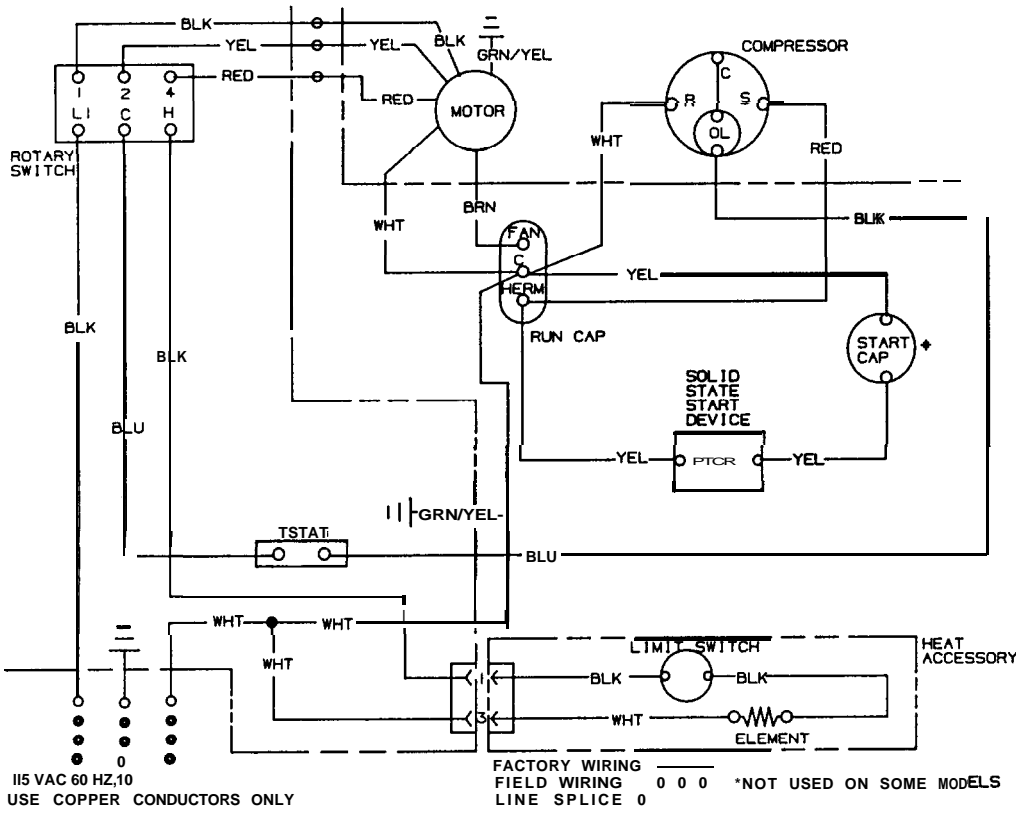 BLK
YEL
YEL
BLK
GRN/YEL
COMPRESSOR
RED
RED
MOTOR
1 2 4
L1 C H
ROTARY
SWITCH
C
R S
OL
WHT
RED
BRN
WHT
BLK
FAN
C
HERM
RUN CAP
YEL
START
CAP *
BLK
BLK
BLU
SOLID
STATE
START
DEVICE
YEL
PTCR
YEL
GRN/YEL
TSTAT
BLU
WHT
WHT
WHT
LIMIT SWITCH
HEAT
ACCESSORY
1
BLK
BLK
3
WHT
ELEMENT
0
II5 VAC 60 HZ,10
USE COPPER CONDUCTORS ONLY
FACTORY WIRING
FIELD WIRING 0 0 0 *NOT USED ON SOME MODELS
LINE SPLICE 0